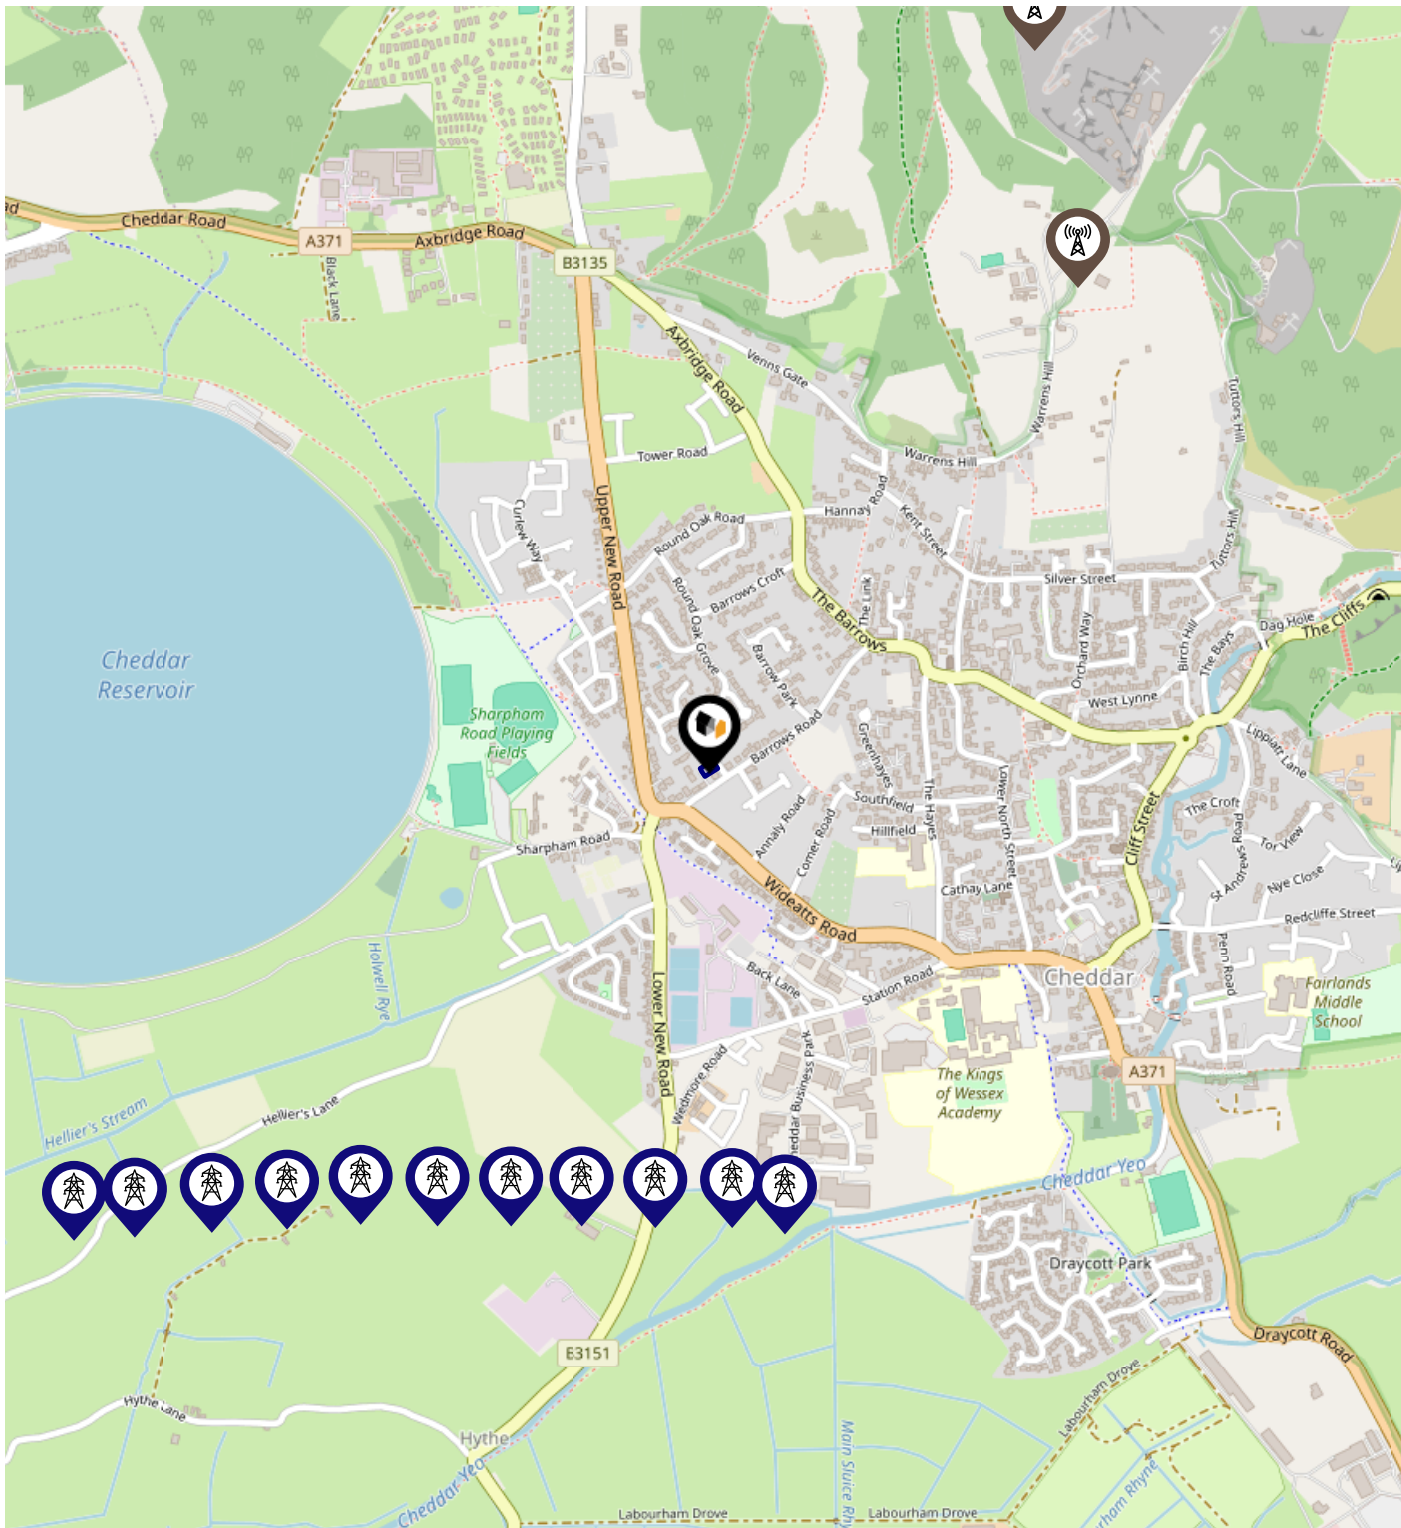 Cheddar Road
A371
Axbridge Road
B3135
Black Lane
Axbridge Road
Venns Gate
Warrens Hill
Tuttors Hill
Tower Road
Warrens Hill
Upper New Road
Curlew Way
Round Oak Road
Hannay Road
Kent Street
Tuttors Hill
Silver Street
Barrows Croft
Round Oak Grove
The Link
The Barrows
Orchard Way
Birch Hill
The Bays
Dag Hole
The Cliffs
Cheddar
Reservoir
Barrow Park
West Lynne
Sharpham
Road Playing
Fields
Barrows Road
Greenhayes
Lippiatt Lane
Lower North Street
The Hayes
Southfield
Hillfield
Annaly Road
Corner Road
Cliff Street
The Croft
St Andrews Road
Tor View
Nye Close
Sharpham Road
Cathay Lane
Wideatts Road
Redcliffe Street
Penn Road
Holwell Rye
Lower New Road
Back Lane
Station Road
Cheddar
Fairlands
Middle
School
A371
The Kings
of Wessex
Academy
Wedmore Road
Cheddar Business Park
Hellier's Stream
Hellier's Lane
Cheddar Yeo
Draycott Park
Draycott Road
E3151
Hythe Lane
Hythe
Cheddar Yeo
Main Sluice Rhy
Labourham Drove
Labourham Drove
Labourham Drove
rham Rhyne